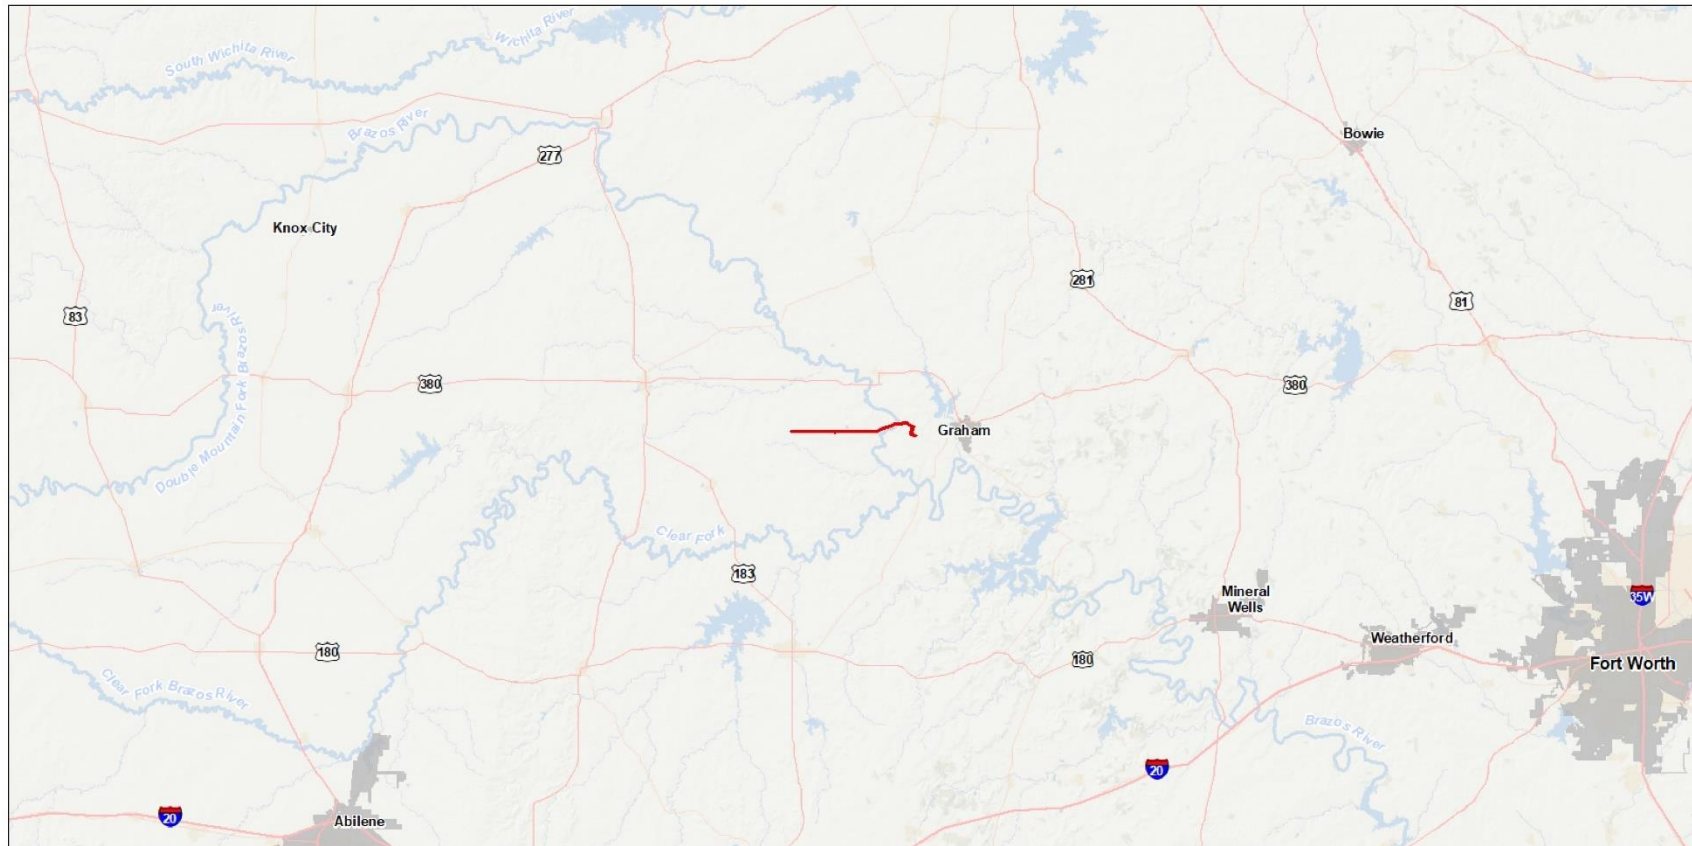 Wichita River
South Wichita River
Brazos River
Bowie
277
Knox City
281
81
83
Double Mountain Fork Brazos River
380
380
Graham
Clear Fork
183
Mineral
Wells
35W
Weatherford
180
180
Fort Worth
Clear Fork Brazos River
Brazos River
20
20
Abilene